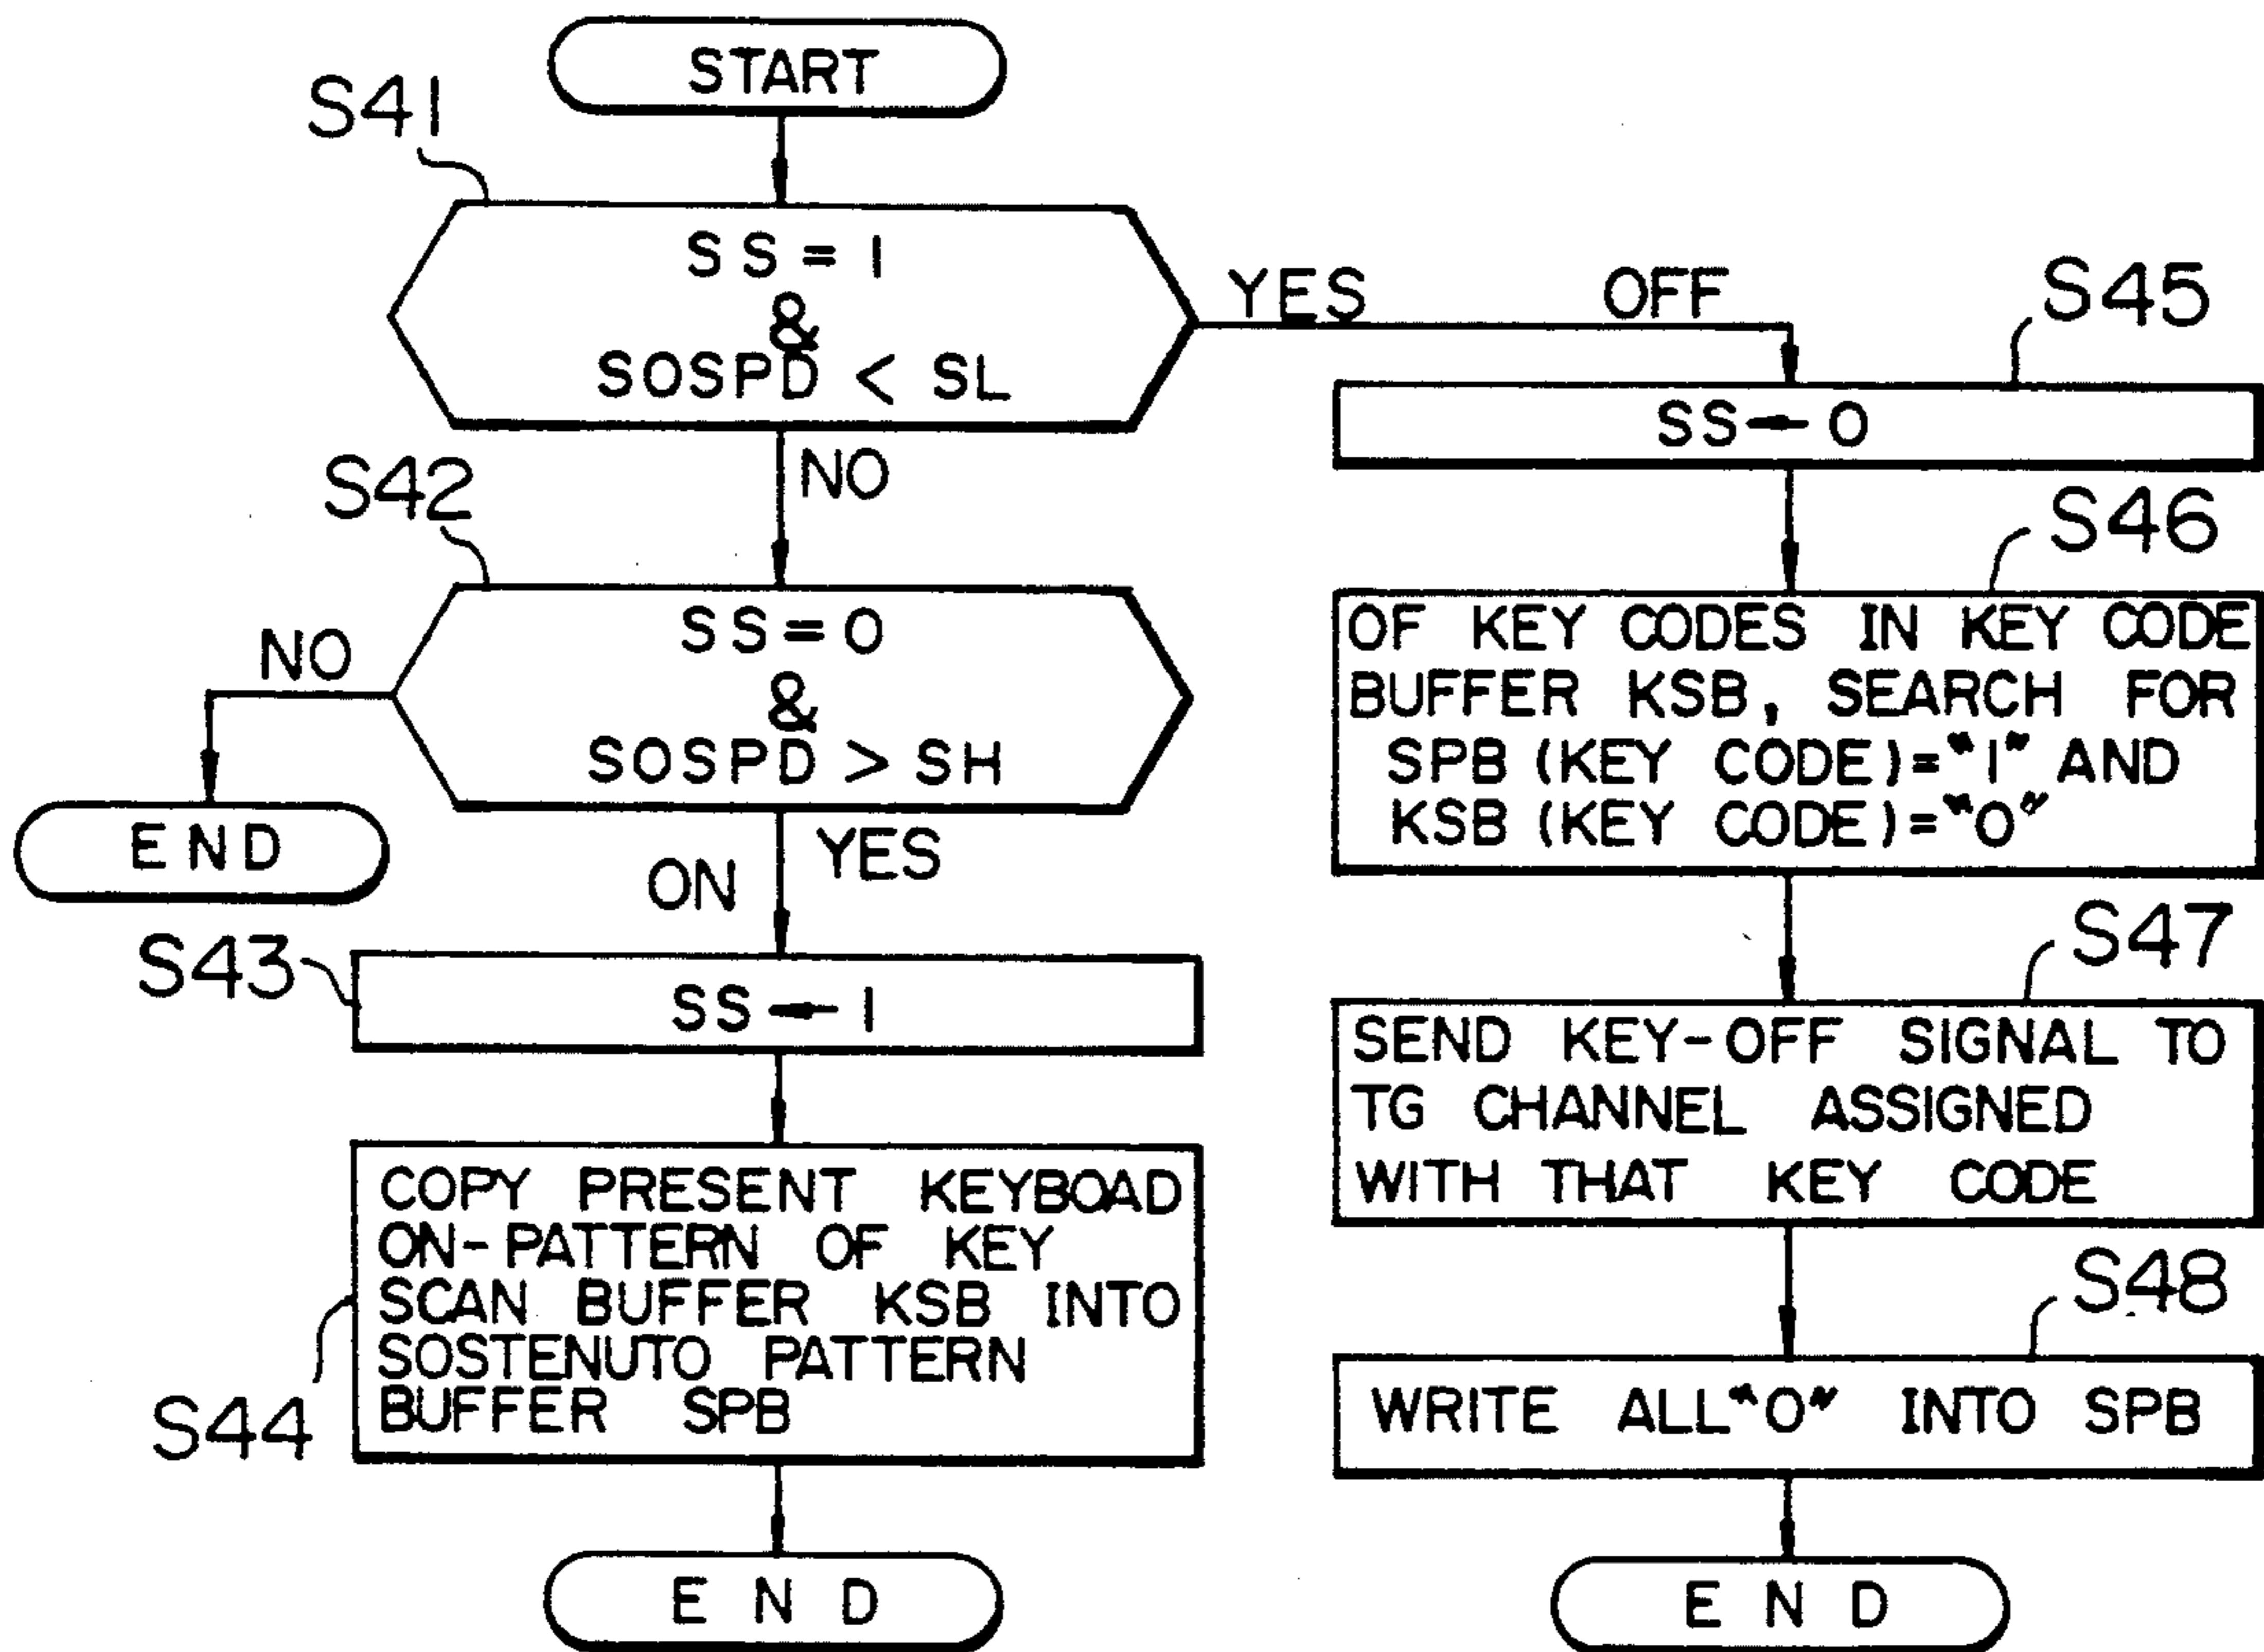 START
S41
SS = 1
&
SOSPD < SL
YES
OFF
NO
S42
SS = 0
&
SOSPD > SH
NO
END
YES
ON
S43
SS ← 1
S44
COPY PRESENT KEYBOAD
ON-PATTERN OF KEY
SCAN BUFFER KSB INTO
SOSTENUTO PATTERN
BUFFER SPB
END
S45
SS ← 0
S46
OF KEY CODES IN KEY CODE
BUFFER KSB, SEARCH FOR
SPB (KEY CODE)="1" AND
KSB (KEY CODE)="0"
S47
SEND KEY-OFF SIGNAL TO
TG CHANNEL ASSIGNED
WITH THAT KEY CODE
S48
WRITE ALL "0" INTO SPB
END